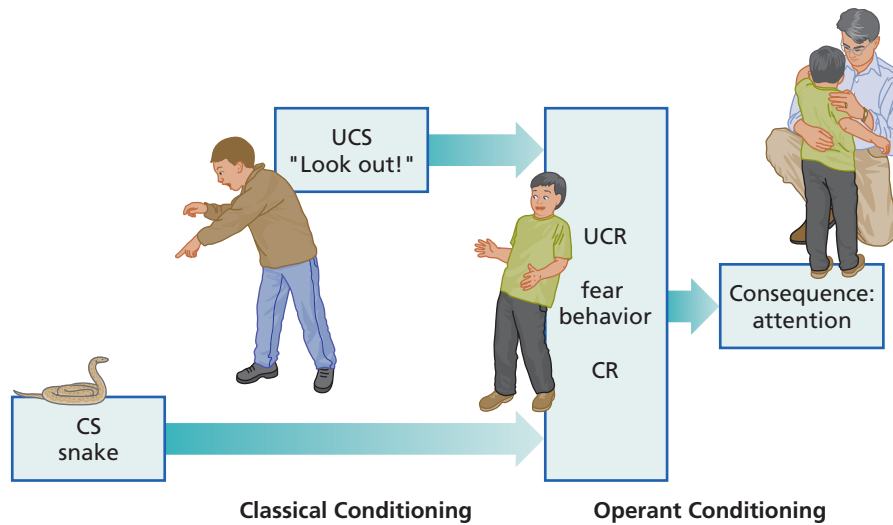 UCS
"Look out!"
UCR
fear
behavior
CR
Consequence:
attention
CS
snake
Classical Conditioning
Operant Conditioning